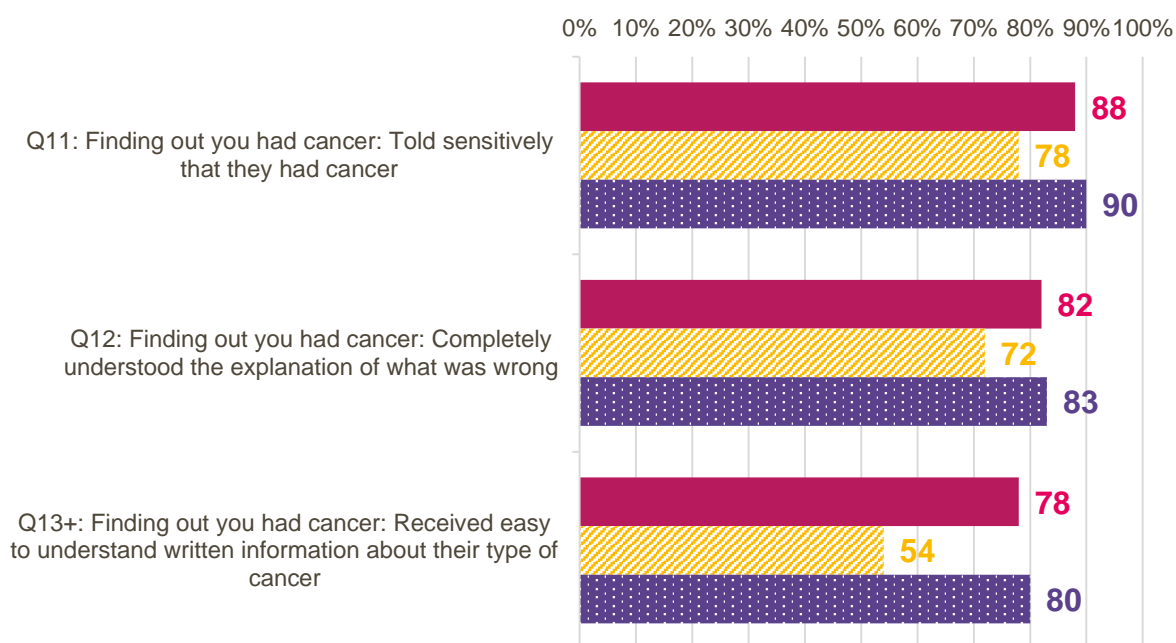 0% 10% 20% 30% 40% 50% 60% 70% 80% 90% 100%
Q11: Finding out you had cancer: Told sensitively
that they had cancer
88
78
90
Q12: Finding out you had cancer: Completely
understood the explanation of what was wrong
82
72
83
Q13+: Finding out you had cancer: Received easy
to understand written information about their type of
cancer
78
54
80